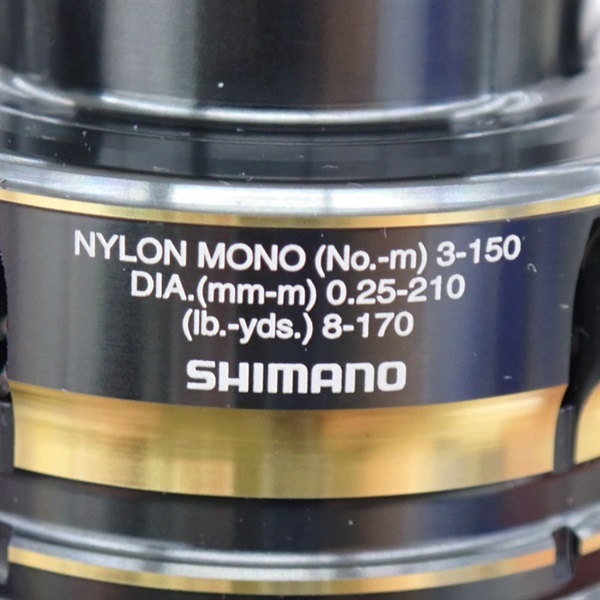 NYLON MONO (No.-m) 3-150
DIA.(mm-m) 0.25-210
(lb.-yds.) 8-170
SHIMANO